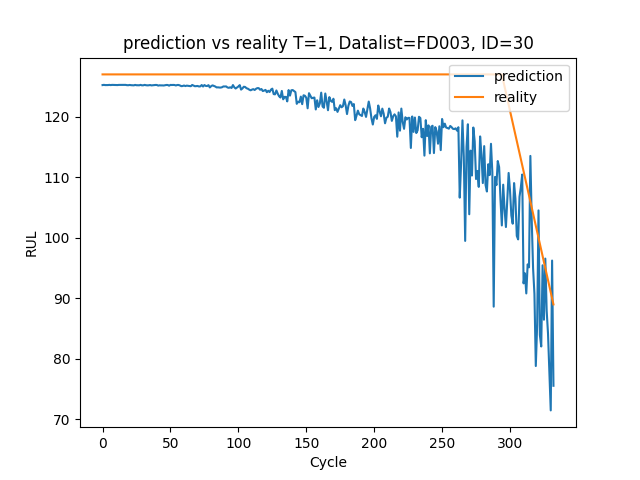 prediction vs reality T=1, Datalist=FD003, ID=30
prediction
reality
120
110
100
90
80
70
RUL
0
50
100
150
200
250
300
Cycle